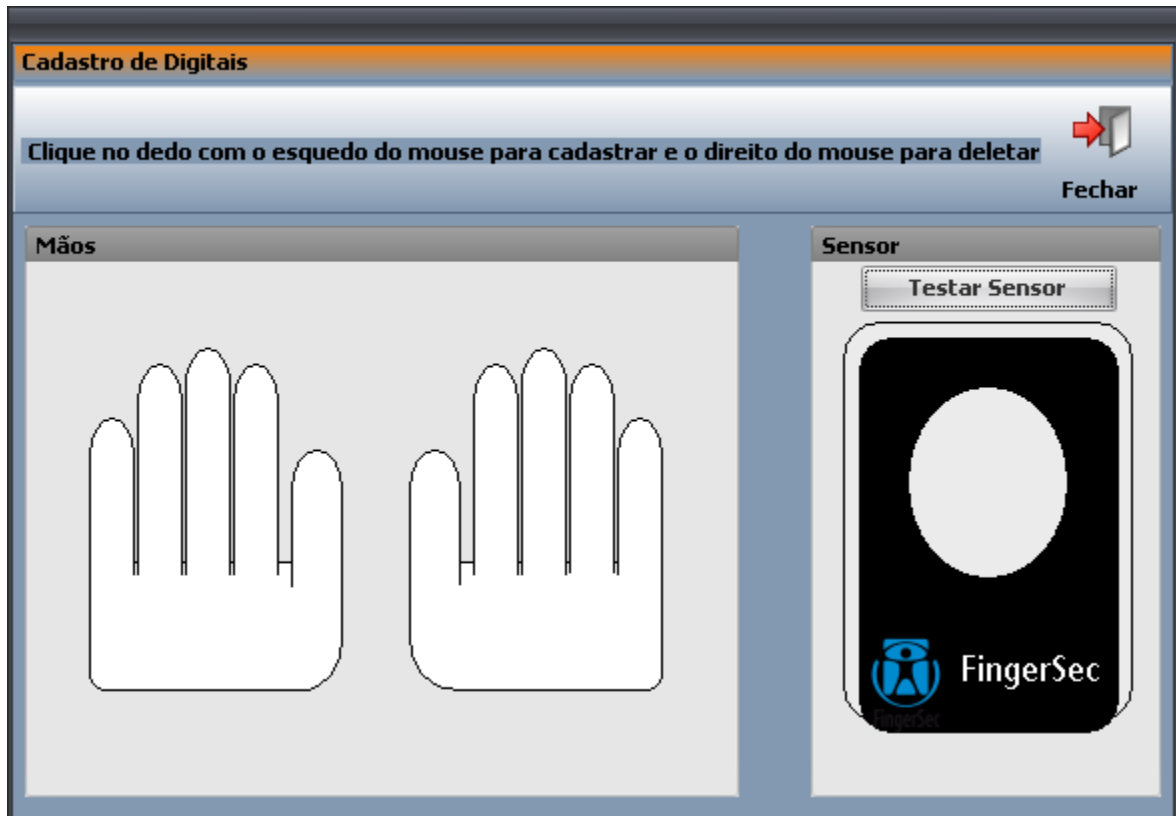 Cadastro de Digitais
Clique no dedo com o esquedo do mouse para cadastrar e o direito do mouse para deletar
Fechar
Mãos
Sensor
Testar Sensor
FingerSec
FingerSec